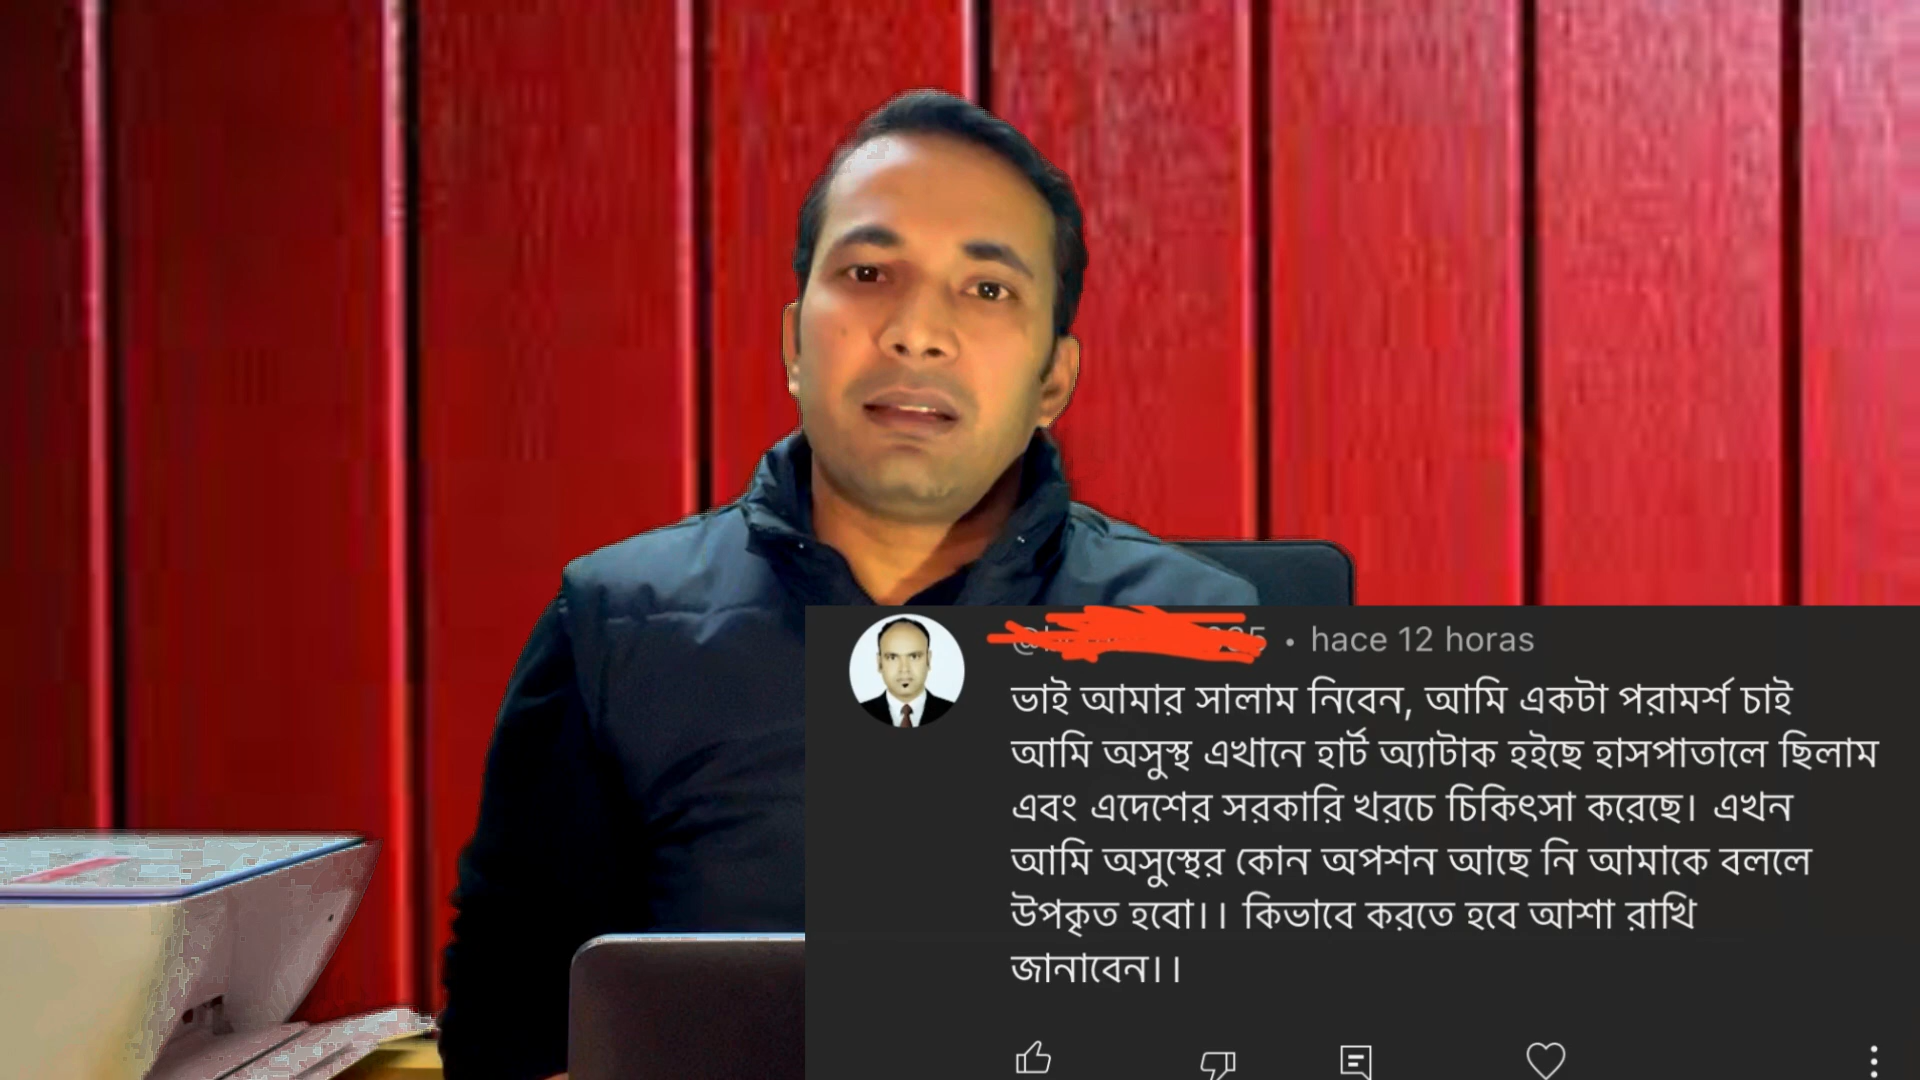 • hace 12 horas
ভাই আমার সালাম নিবেন, আমি একটা পরামর্শ চাই
আমি অসুস্থ এখানে হার্ট অ্যাটাক হইছে হাসপাতালে ছিলাম
এবং এদেশের সরকারি খরচে চিকিৎসা করেছে। এখন
আমি অসুস্থের কোন অপশন আছে নি আমাকে বললে
উপকৃত হবো।। কিভাবে করতে হবে আশা রাখি
জানাবেন।।